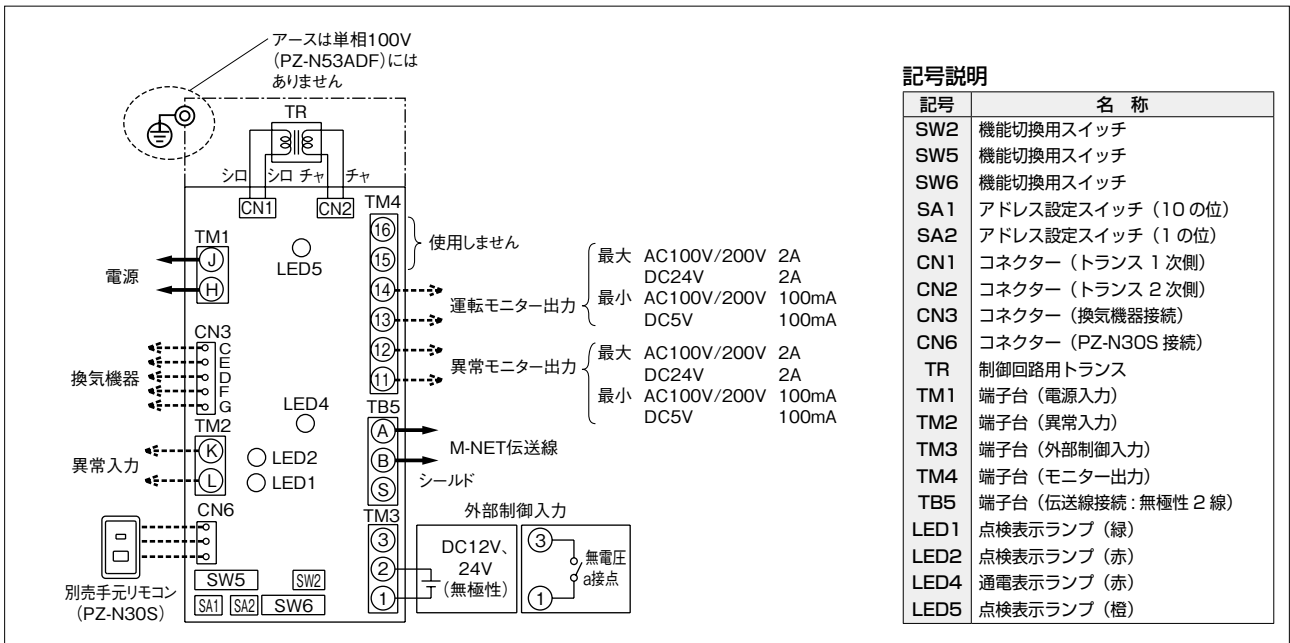 アースは単相100V
（PZ-N53ADF）には
ありません
TR
シロ シロ チャ チャ
CN1 CN2
TM4
16
15
14
13
12
11
使用しません
TM1
J
H
電源
LED5
運転モニター出力
最大 AC100V/200V 2A
DC24V 2A
最小 AC100V/200V 100mA
DC5V 100mA
異常モニター出力
最大 AC100V/200V 2A
DC24V 2A
最小 AC100V/200V 100mA
DC5V 100mA
CN3
C
E
D
F
G
換気機器
LED4
TM2
K
L
異常入力
LED2
LED1
TB5
A
B
S
M-NET伝送線
シールド
CN6
別売手元リモコン
（PZ-N30S）
SW5 SW2
SA1 SA2 SW6
TM3
3
2
1
外部制御入力
DC12V、
24V
（無極性）
3
1
無電圧
a接点
記号説明
記号 名 称
SW2 機能切換用スイッチ
SW5 機能切換用スイッチ
SW6 機能切換用スイッチ
SA1 アドレス設定スイッチ（10 の位）
SA2 アドレス設定スイッチ（1 の位）
CN1 コネクター（トランス 1 次側）
CN2 コネクター（トランス 2 次側）
CN3 コネクター（換気機器接続）
CN6 コネクター（PZ-N30S 接続）
TR 制御回路用トランス
TM1 端子台（電源入力）
TM2 端子台（異常入力）
TM3 端子台（外部制御入力）
TM4 端子台（モニター出力）
TB5 端子台（伝送線接続：無極性 2 線）
LED1 点検表示ランプ（緑）
LED2 点検表示ランプ（赤）
LED4 通電表示ランプ（赤）
LED5 点検表示ランプ（橙）